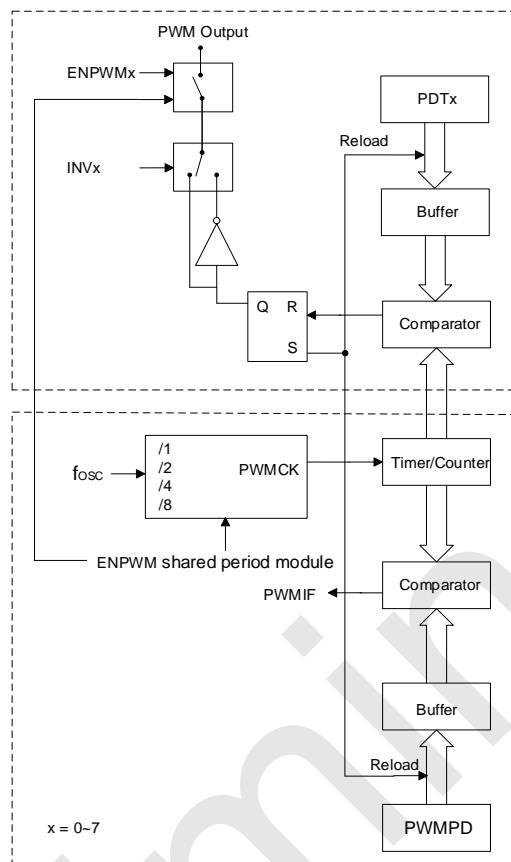 PWM Output
ENPWMx
PDTx
Reload
INVx
Buffer
Q R
S
Comparator
/1
/2
/4
/8
PWMCK
fOSC
Timer/Counter
ENPWM shared period module
Comparator
PWMIF
Buffer
Reload
x = 0~7
PWMPD